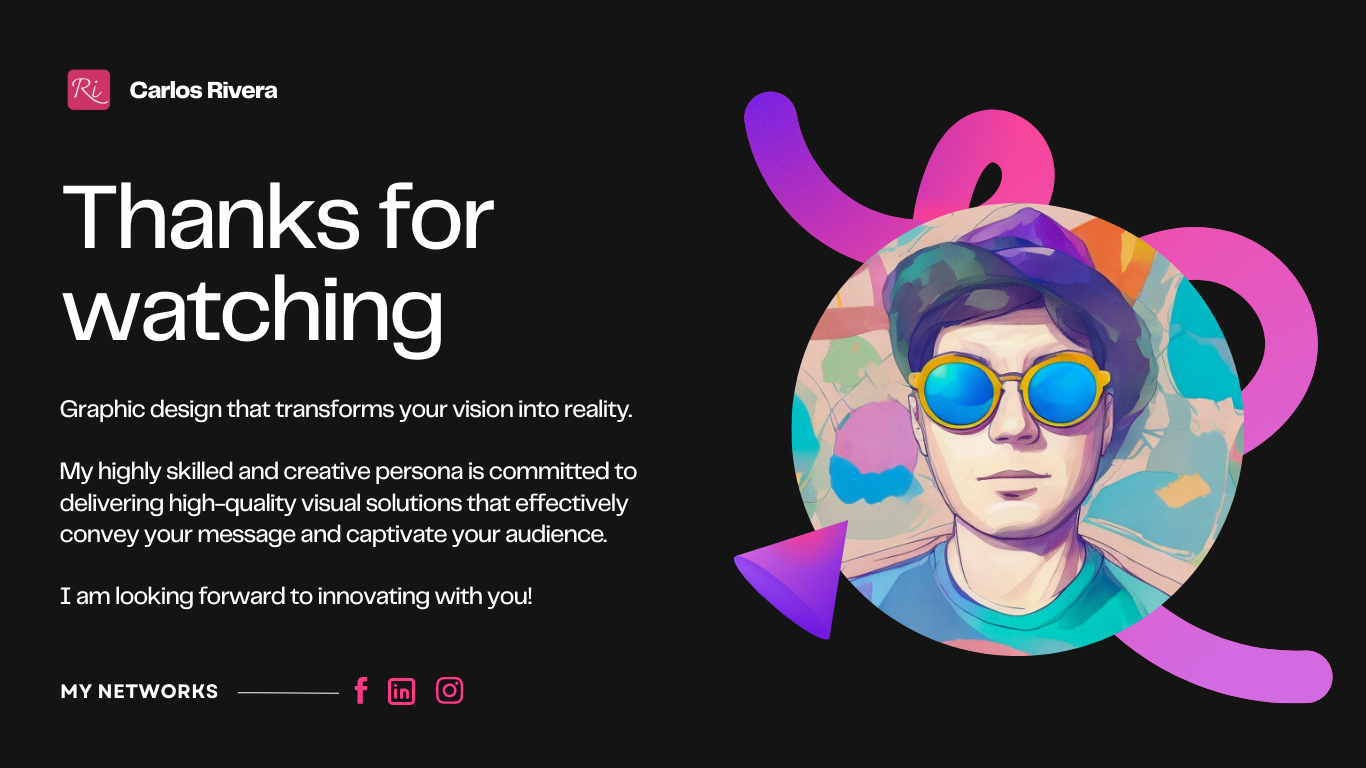 Ri
Carlos Rivera
Thanks for
watching
Graphic design that transforms your vision into reality.
My highly skilled and creative persona is committed to
delivering high-quality visual solutions that effectively
convey your message and captivate your audience.
I am looking forward to innovating with you!
MY NETWORKS